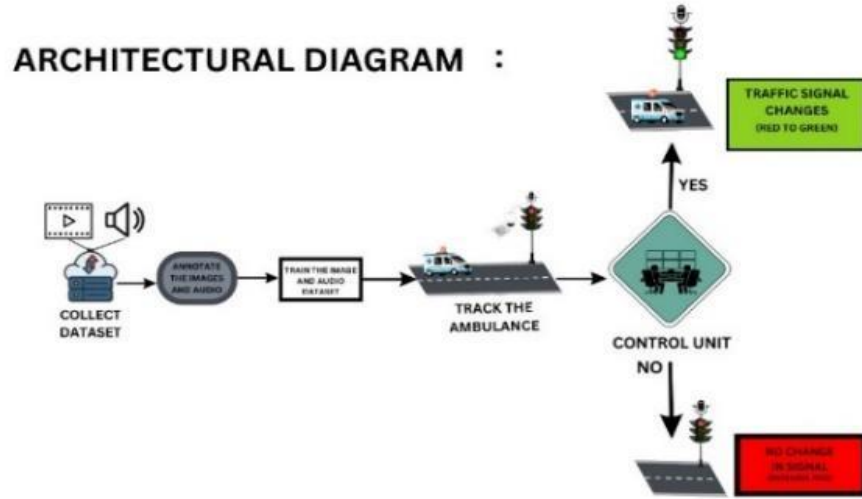 ARCHITECTURAL DIAGRAM :
TRAFFIC SIGNAL
CHANGES
(RED TO GREEN)
YES
COLLECT
DATASET
ANNOTATE
THE IMAGES
AND AUDIO
TRAIN THE IMAGE
AND AUDIO
DATASET
TRACK THE
AMBULANCE
CONTROL UNIT
NO
NO CHANGE
IN SIGNAL